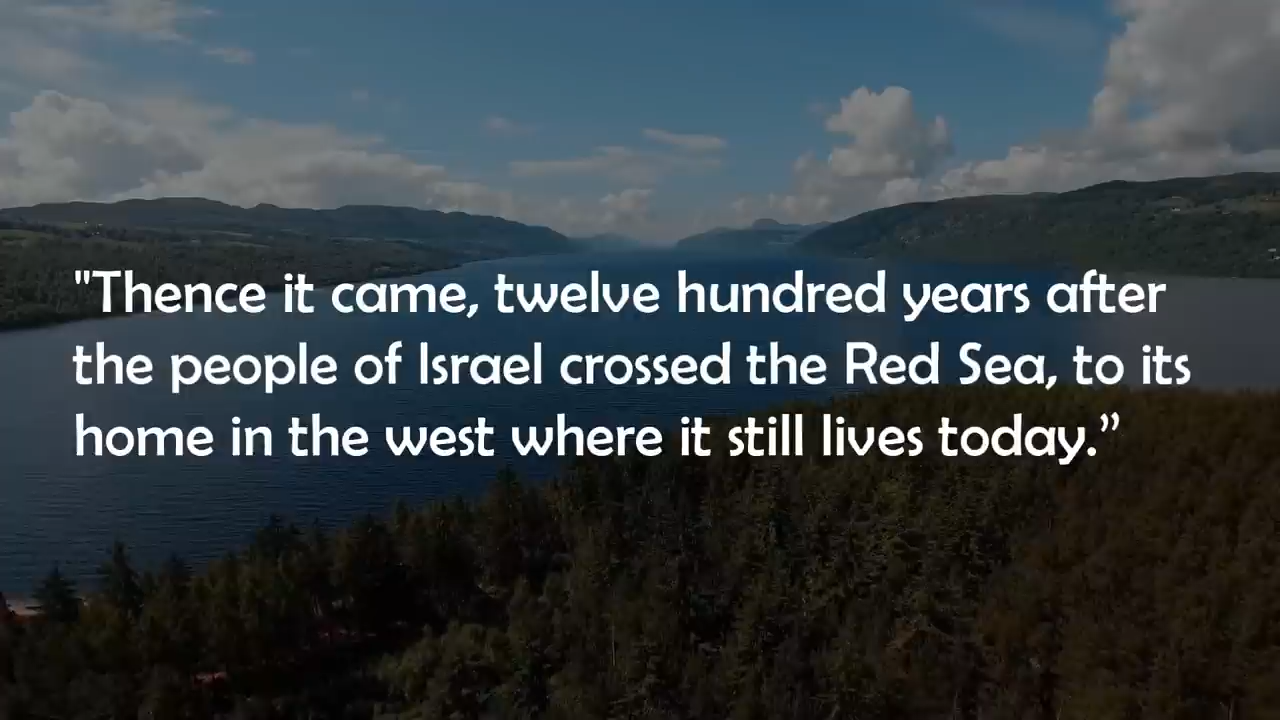 "Thence it came, twelve hundred years after
the people of Israel crossed the Red Sea, to its
home in the west where it still lives today.”